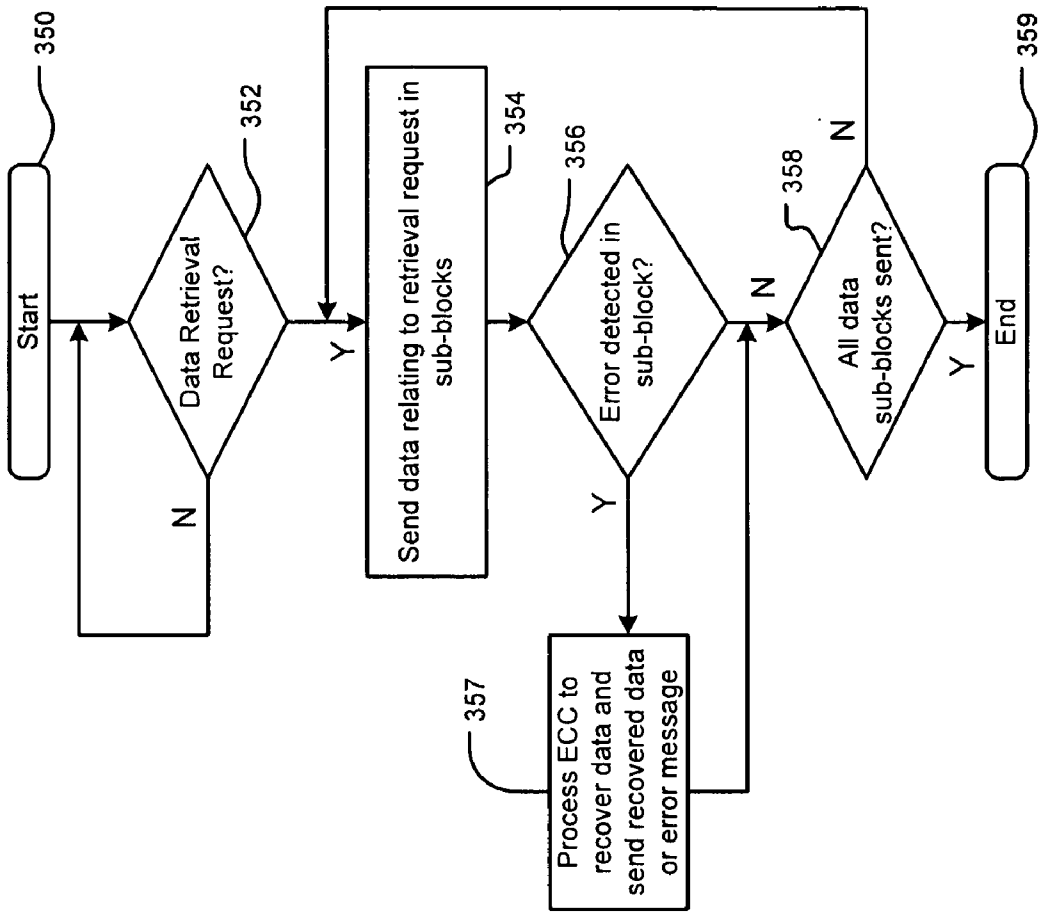 Start
350
Data Retrieval
Request?
352
N
Y
Send data relating to retrieval request in
sub-blocks
354
Error detected in
sub-block?
356
Y
N
357
Process ECC to
recover data and
send recovered data
or error message
All data
sub-blocks sent?
358
N
Y
End
359